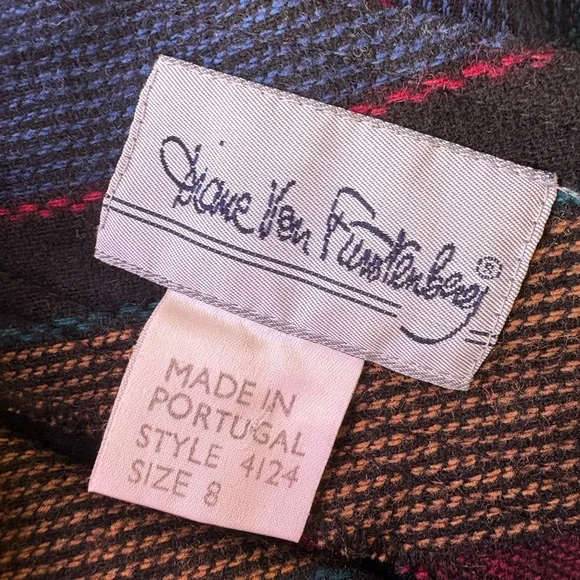 Diane Von Furstenberg®
MADE IN
PORTUGAL
STYLE 4124
SIZE 8